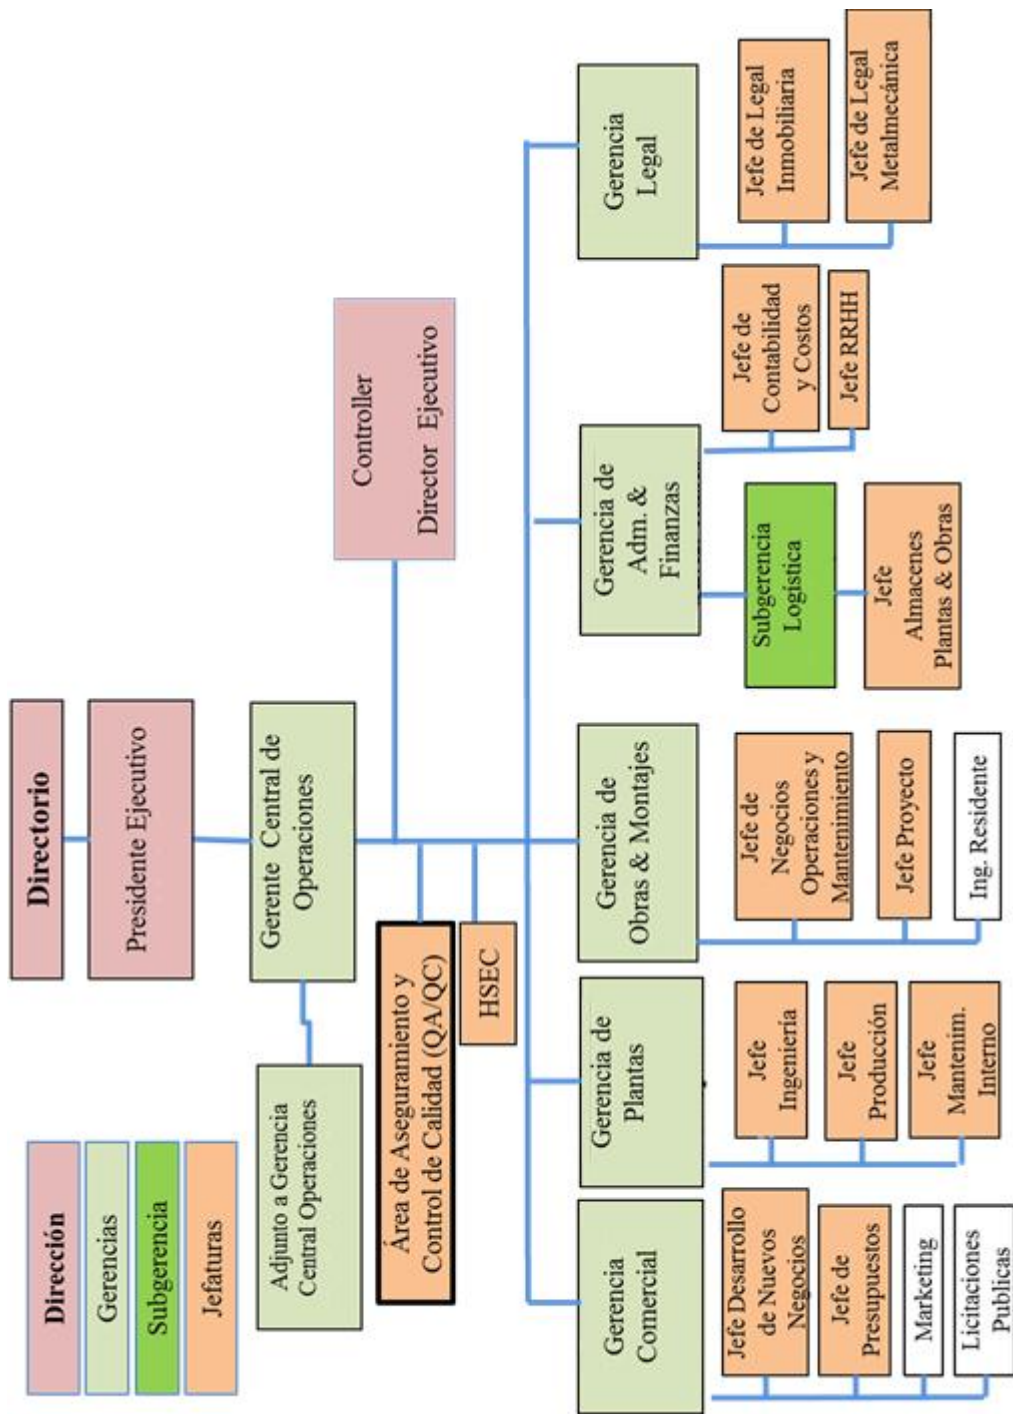 Dirección
Gerencias
Subgerencia
Jefaturas
Directorio
Presidente Ejecutivo
Gerente Central de
Operaciones
Adjunto a Gerencia
Central Operaciones
Controller
Director Ejecutivo
Área de Aseguramiento y
Control de Calidad (QA/QC)
HSEC
Gerencia
Comercial
Jefe Desarrollo
de Nuevos
Negocios
Jefe de
Presupuestos
Marketing
Licitaciones
Publicas
Gerencia de
Plantas
Jefe
Ingeniería
Jefe
Producción
Jefe
Mantenim.
Interno
Gerencia de
Obras & Montajes
Jefe de
Negocios
Operaciones y
Mantenimiento
Jefe Proyecto
Ing. Residente
Gerencia de
Adm. &
Finanzas
Subgerencia
Logística
Jefe
Almacenes
Plantas & Obras
Jefe de
Contabilidad
y Costos
Jefe RRHH
Gerencia
Legal
Jefe de Legal
Inmobiliaria
Jefe de Legal
Metalmecánica